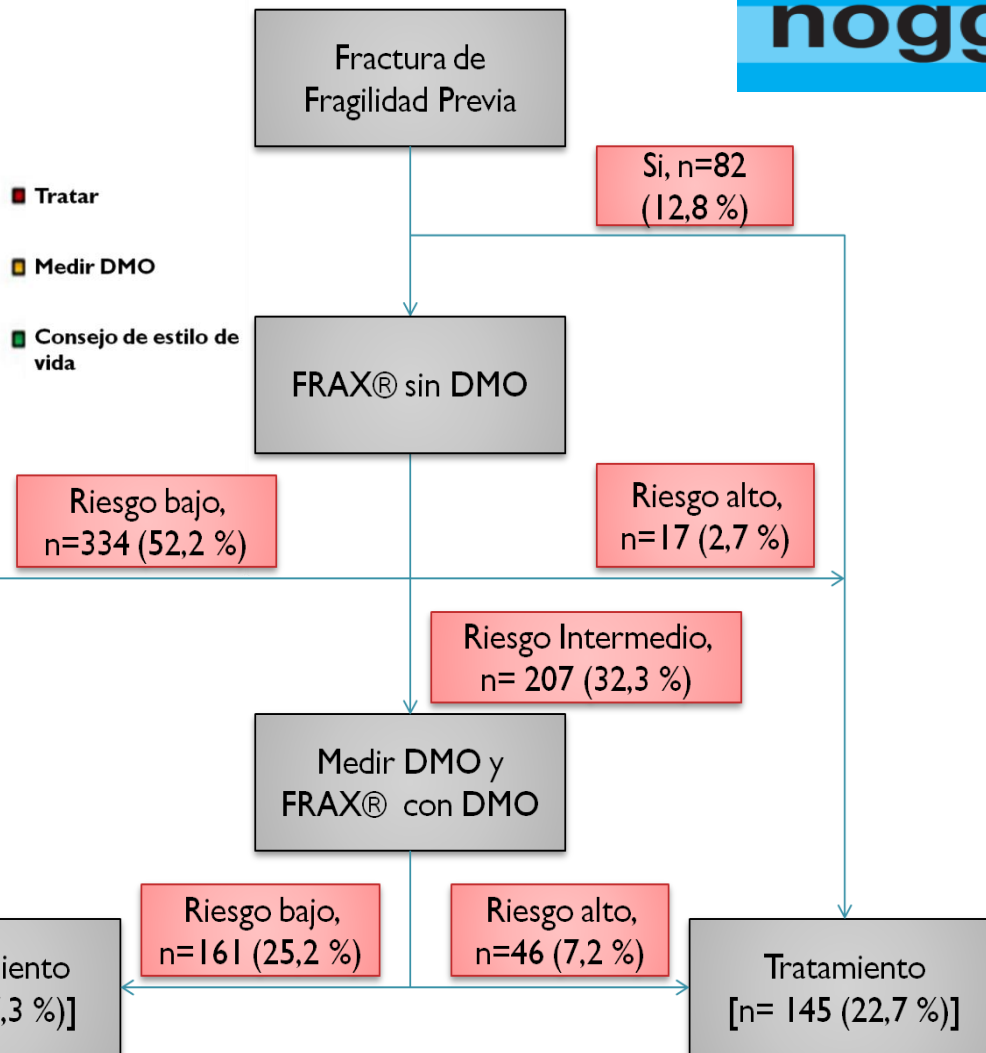 nogg
Fractura de
Fragilidad Previa
Si, n=82
(12,8 %)
Tratar
Medir DMO
Consejo de estilo de
vida
FRAX® sin DMO
Riesgo bajo,
n=334 (52,2 %)
Riesgo alto,
n=17 (2,7 %)
Riesgo Intermedio,
n= 207 (32,3 %)
Medir DMO y
FRAX® con DMO
Riesgo bajo,
n=161 (25,2 %)
Riesgo alto,
n=46 (7,2 %)
iento
,3 %)]
Tratamiento
[n= 145 (22,7 %)]